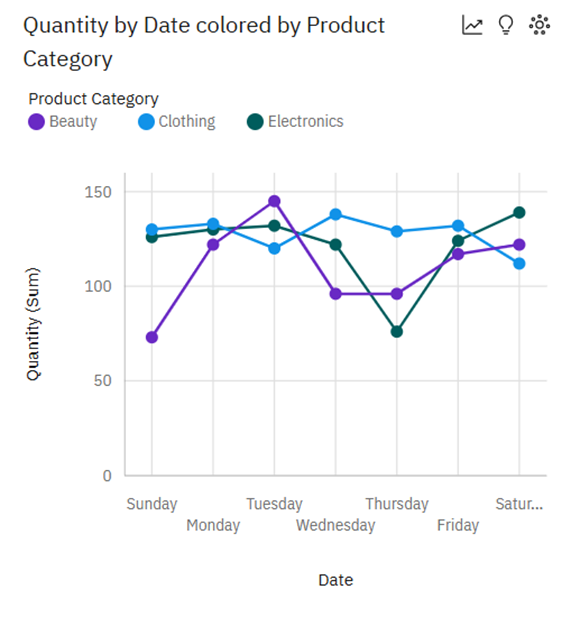 Quantity by Date colored by Product
Category
Product Category
Beauty Clothing Electronics
150
100
50
0
Quantity (Sum)
Sunday Tuesday Thursday Satur...
Monday Wednesday Friday
Date